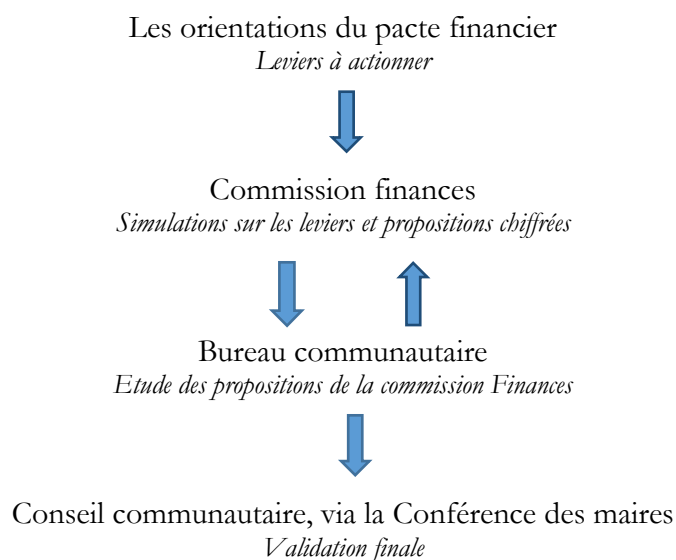 Les orientations du pacte financier
Leviers à actionner
Commission finances
Simulations sur les leviers et propositions chiffrées
Bureau communautaire
Etude des propositions de la commission Finances
Conseil communautaire, via la Conférence des maires
Validation finale